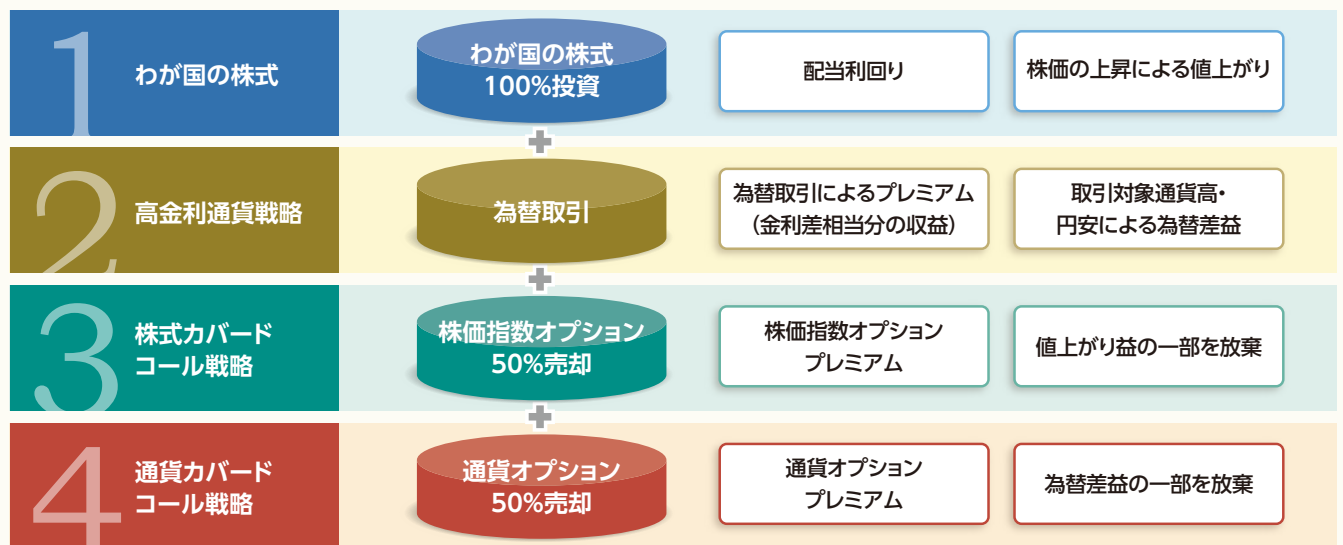 1
わが国の株式
わが国の株式
100%投資
配当利回り
株価の上昇による値上がり
2
高金利通貨戦略
為替取引
為替取引によるプレミアム
(金利差相当分の収益)
取引対象通貨高・
円安による為替差益
3
株式カバード
コール戦略
株価指数オプション
50%売却
株価指数オプション
プレミアム
値上がり益の一部を放棄
4
通貨カバード
コール戦略
通貨オプション
50%売却
通貨オプション
プレミアム
為替差益の一部を放棄